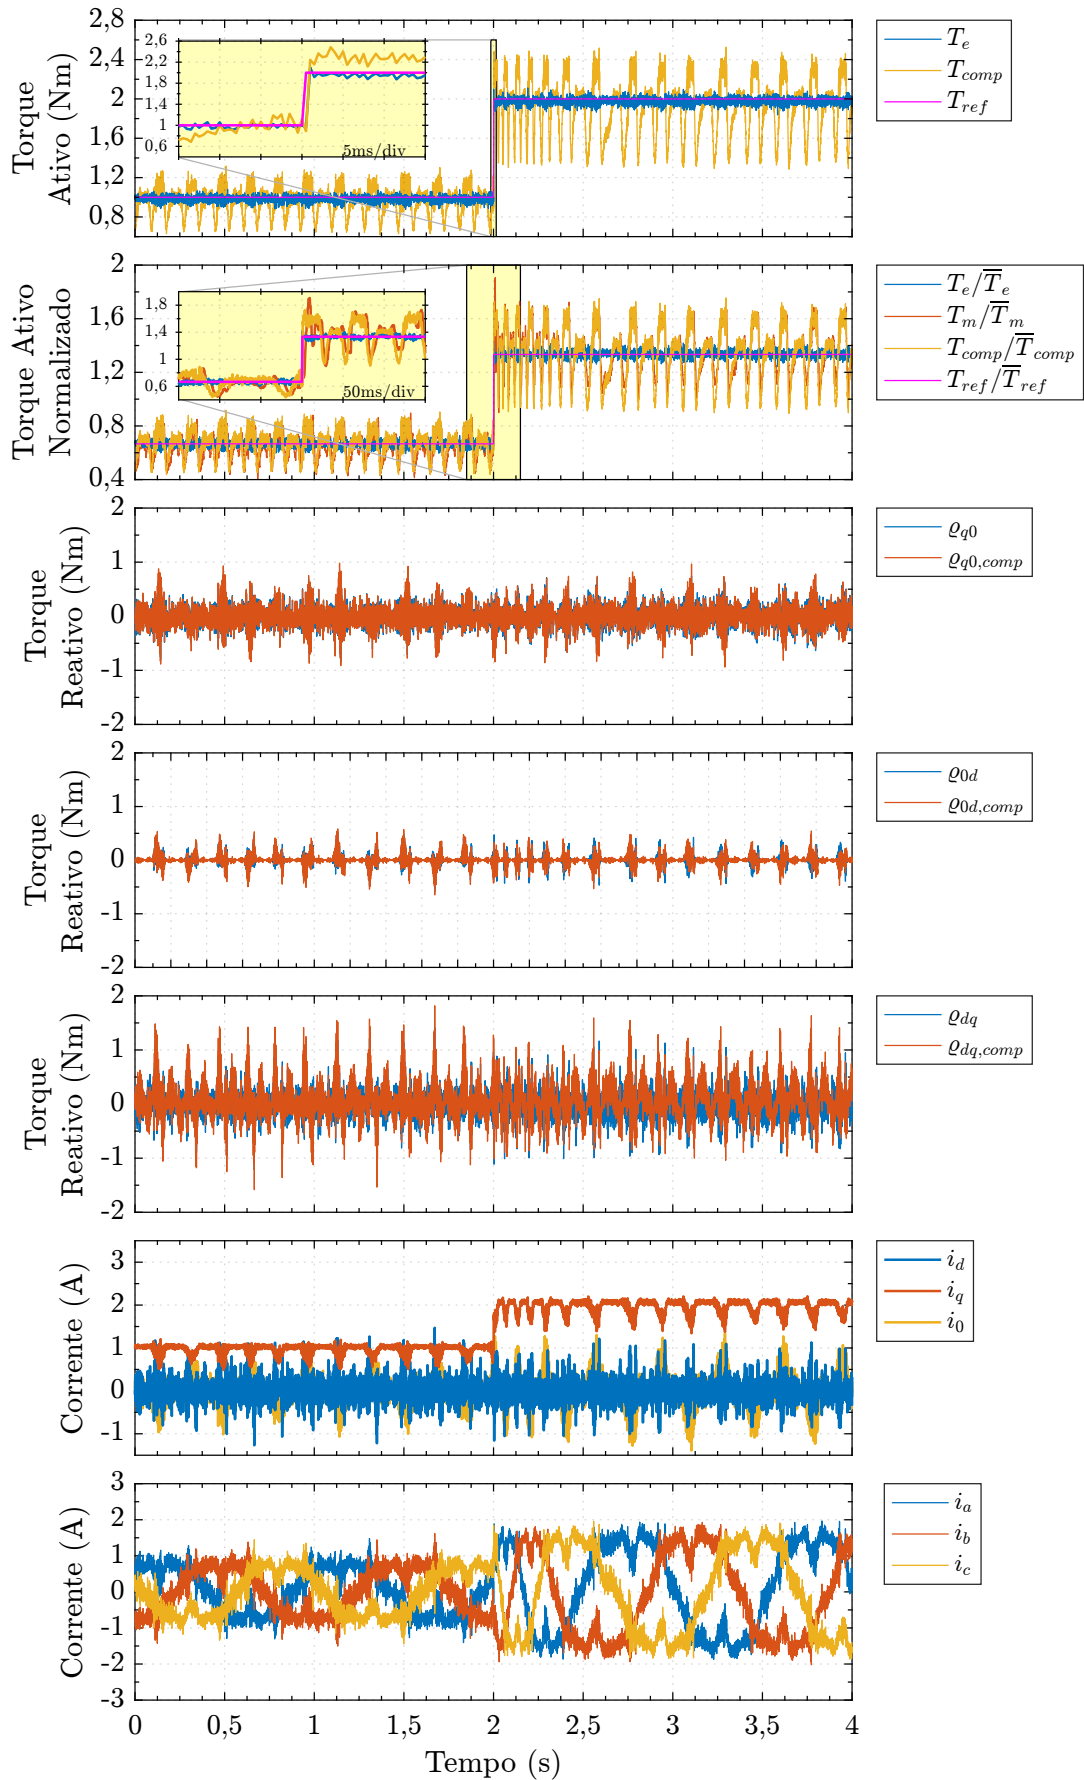 Torque
Ativo (Nm)
2,8
2,4
2
1,6
1,2
0,8
2,6
2,2
1,8
1,4
1
0,6
5ms/div
T_e
T_comp
T_ref
Torque Ativo
Normalizado
2
1,6
1,2
0,8
0,4
1,8
1,4
1
0,6
50ms/div
T_e/T̅_e
T_m/T̅_m
T_comp/T̅_comp
T_ref/T̅_ref
Torque
Reativo (Nm)
2
1
0
-1
-2
ϱ_q0
ϱ_q0,comp
Torque
Reativo (Nm)
2
1
0
-1
-2
ϱ_0d
ϱ_0d,comp
Torque
Reativo (Nm)
2
1
0
-1
-2
ϱ_dq
ϱ_dq,comp
Corrente (A)
3
2
1
0
-1
i_d
i_q
i_0
Corrente (A)
3
2
1
0
-1
-2
-3
i_a
i_b
i_c
0 0,5 1 1,5 2 2,5 3 3,5 4
Tempo (s)